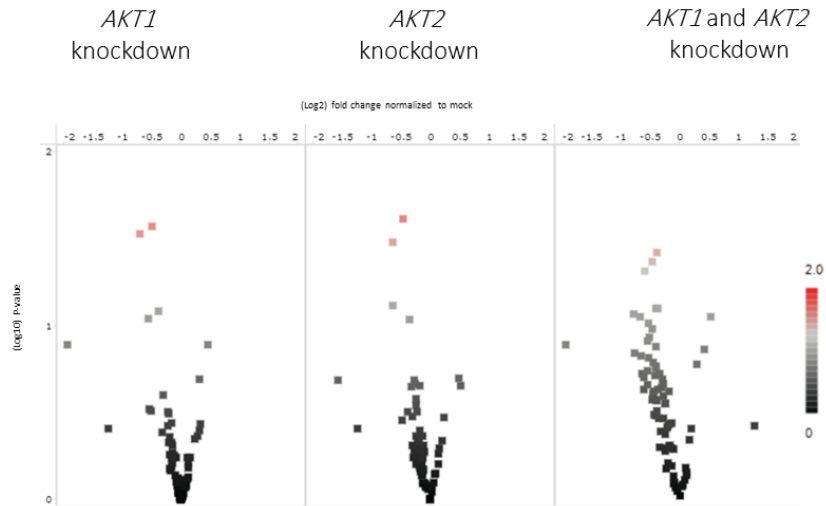 AKT1 knockdown
AKT2 knockdown
AKT1 and AKT2 knockdown
(Log2) fold change normalized to mock
-2 -1.5 -1 -0.5 0 0.5 1 1.5 2
-2 -1.5 -1 -0.5 0 0.5 1 1.5 2
-2 -1.5 -1 -0.5 0 0.5 1 1.5 2
2
1
0
(Log10) P-value
2.0
0